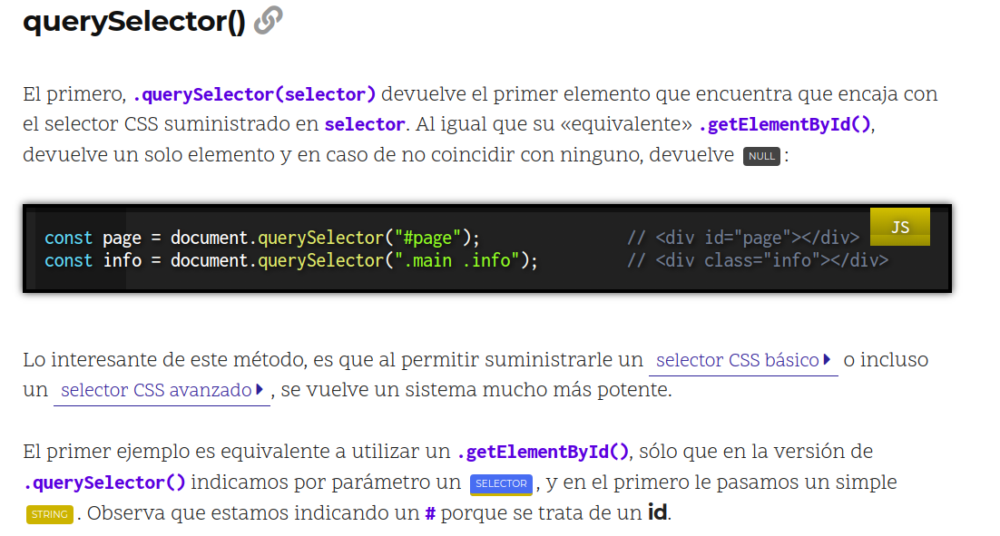 querySelector()
El primero, .querySelector(selector) devuelve el primer elemento que encuentra que encaja con
el selector CSS suministrado en selector. Al igual que su «equivalente» .getElementById(),
devuelve un solo elemento y en caso de no coincidir con ninguno, devuelve NULL :
JS
const page = document.querySelector("#page"); // <div id="page"></div>
const info = document.querySelector(".main .info"); // <div class="info"></div>
Lo interesante de este método, es que al permitir suministrarle un selector CSS básico o incluso
un selector CSS avanzado , se vuelve un sistema mucho más potente.
El primer ejemplo es equivalente a utilizar un .getElementById(), sólo que en la versión de
.querySelector() indicamos por parámetro un SELECTOR , y en el primero le pasamos un simple
STRING . Observa que estamos indicando un # porque se trata de un id.